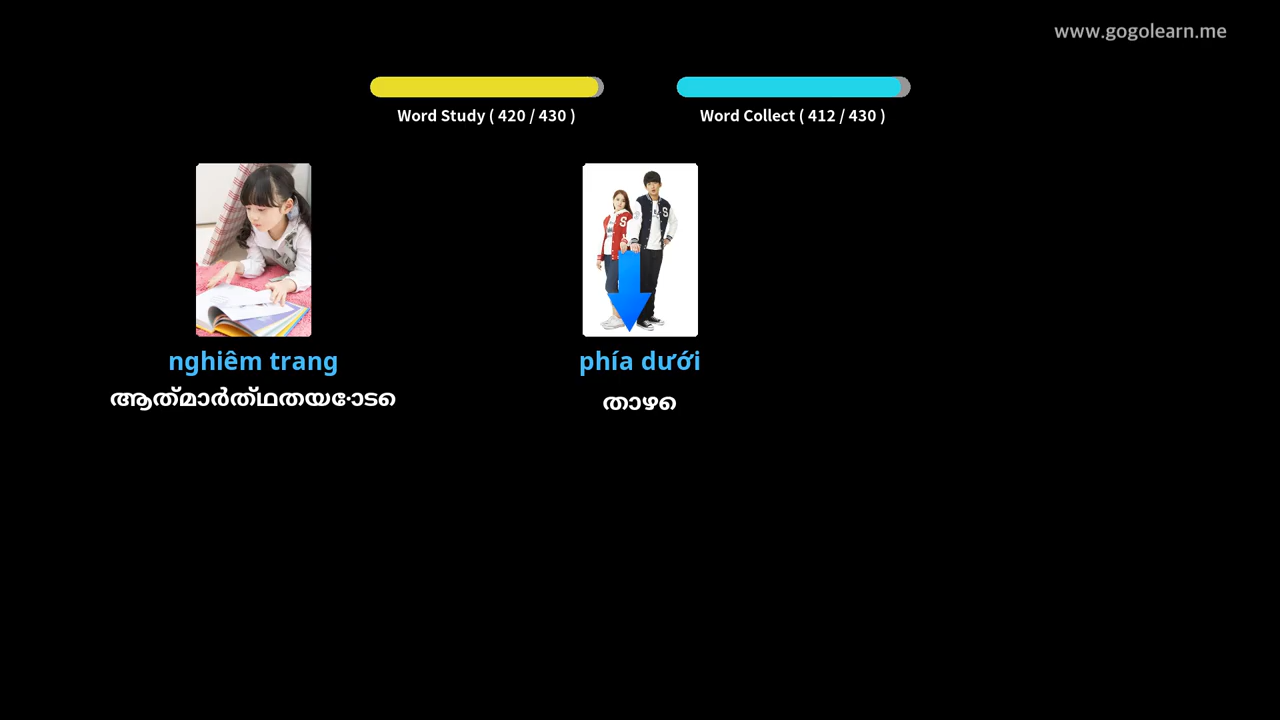 www.gogolearn.me
Word Study ( 420 / 430 )
Word Collect ( 412 / 430 )
nghiêm trang
ആത്‌മാർത്‌ഥതയോടെ
phía dưới
താഴെ